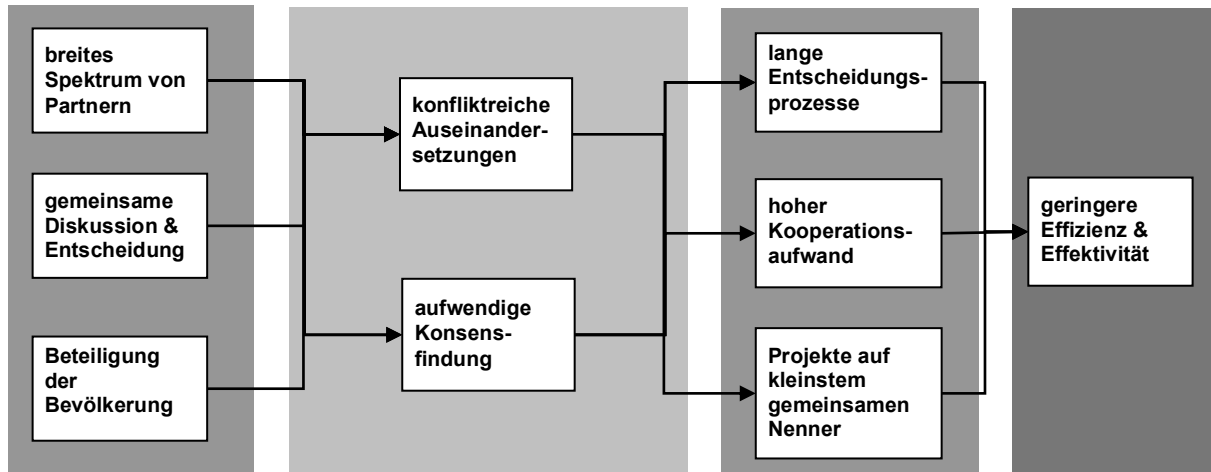 breites
Spektrum von
Partnern
gemeinsame
Diskussion &
Entscheidung
Beteiligung
der
Bevölkerung
konfliktreiche
Auseinander-
setzungen
aufwendige
Konsens-
findung
lange
Entscheidungs-
prozesse
hoher
Kooperations-
aufwand
Projekte auf
kleinstem
gemeinsamen
Nenner
geringere
Effizienz &
Effektivität